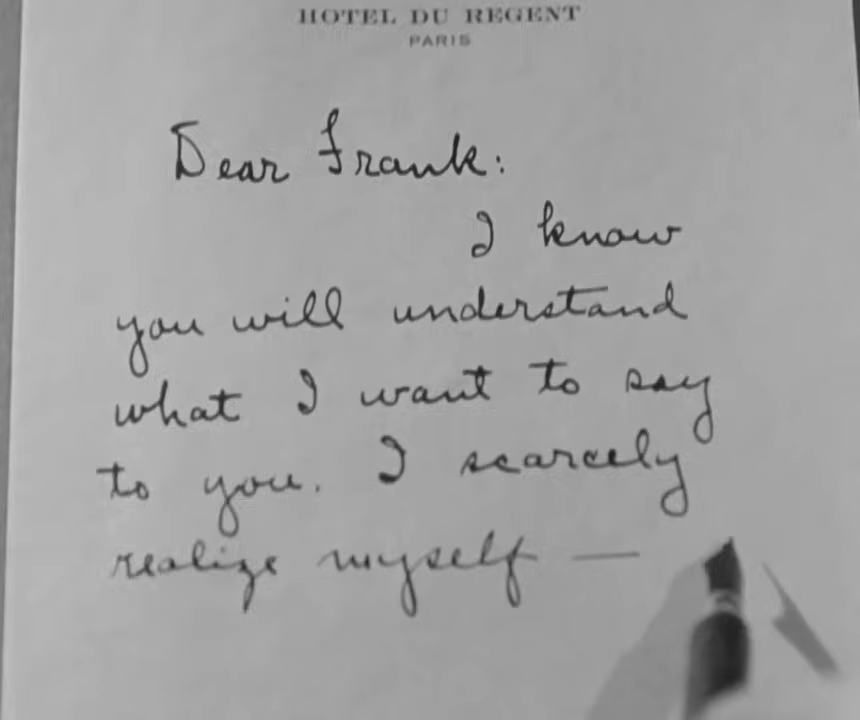 HOTEL DU REGENT
PARIS
Dear Frank:
I know
you will understand
what I want to say
to you. I scarcely
realize myself —